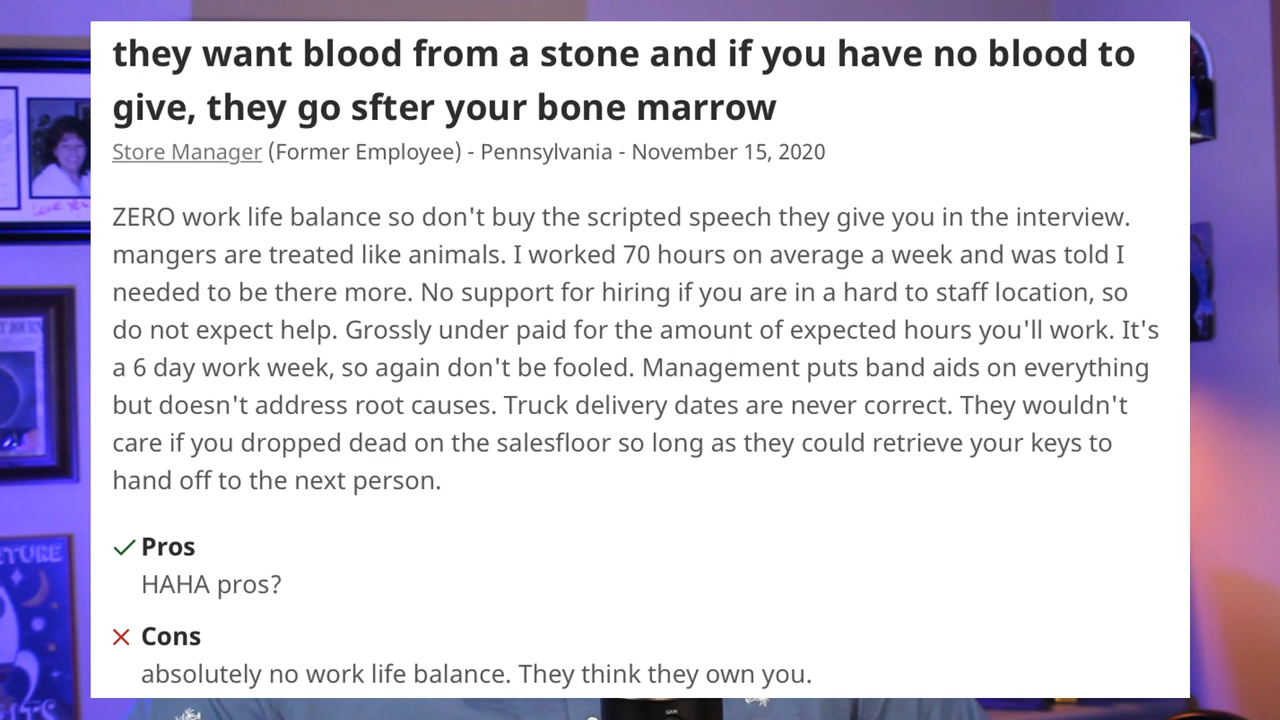 they want blood from a stone and if you have no blood to
give, they go sfter your bone marrow
Store Manager (Former Employee) - Pennsylvania - November 15, 2020
ZERO work life balance so don't buy the scripted speech they give you in the interview.
mangers are treated like animals. I worked 70 hours on average a week and was told I
needed to be there more. No support for hiring if you are in a hard to staff location, so
do not expect help. Grossly under paid for the amount of expected hours you'll work. It's
a 6 day work week, so again don't be fooled. Management puts band aids on everything
but doesn't address root causes. Truck delivery dates are never correct. They wouldn't
care if you dropped dead on the salesfloor so long as they could retrieve your keys to
hand off to the next person.
Pros
HAHA pros?
Cons
absolutely no work life balance. They think they own you.